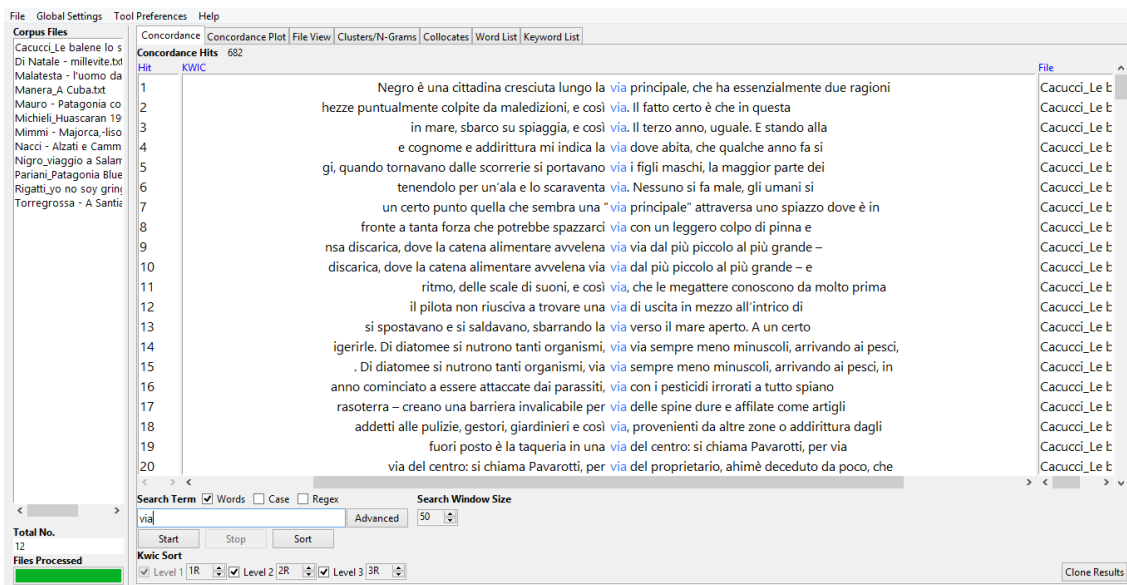 File Global Settings Tool Preferences Help
Corpus Files
Cacucci_Le balene lo s
Di Natale - millevite.txt
Malatesta - l'uomo da
Manera_A Cuba.txt
Mauro - Patagonia co
Michieli_Huascaran 19
Mimmi - Majorca,-liso
Nacci - Alzati e Camm
Nigro_viaggio a Salam
Pariani_Patagonia Blue
Rigatti_yo no soy gring
Torregrossa - A Santia
Total No.
12
Files Processed
Concordance Concordance Plot File View Clusters/N-Grams Collocates Word List Keyword List
Concordance Hits 682
Hit KWIC File
1 Negro è una cittadina cresciuta lungo la via principale, che ha essenzialmente due ragioni Cacucci_Le b
2 hezze puntualmente colpite da maledizioni, e così via. Il fatto certo è che in questa Cacucci_Le b
3 in mare, sbarco su spiaggia, e così via. Il terzo anno, uguale. E stando alla Cacucci_Le b
4 e cognome e addirittura mi indica la via dove abita, che qualche anno fa si Cacucci_Le b
5 gi, quando tornavano dalle scorrerie si portavano via i figli maschi, la maggior parte dei Cacucci_Le b
6 tenendolo per un'ala e lo scaraventa via. Nessuno si fa male, gli umani si Cacucci_Le b
7 un certo punto quella che sembra una "via principale" attraversa uno spiazzo dove è in Cacucci_Le b
8 fronte a tanta forza che potrebbe spazzarci via con un leggero colpo di pinna e Cacucci_Le b
9 nsa discarica, dove la catena alimentare avvelena via via dal più piccolo al più grande – Cacucci_Le b
10 discarica, dove la catena alimentare avvelena via via dal più piccolo al più grande – e Cacucci_Le b
11 ritmo, delle scale di suoni, e così via, che le megattere conoscono da molto prima Cacucci_Le b
12 il pilota non riusciva a trovare una via di uscita in mezzo all'intrico di Cacucci_Le b
13 si spostavano e si saldavano, sbarrando la via verso il mare aperto. A un certo Cacucci_Le b
14 igerirle. Di diatomee si nutrono tanti organismi, via via sempre meno minuscoli, arrivando ai pesci, Cacucci_Le b
15 . Di diatomee si nutrono tanti organismi, via via sempre meno minuscoli, arrivando ai pesci, in Cacucci_Le b
16 anno cominciato a essere attaccate dai parassiti, via con i pesticidi irrorati a tutto spiano Cacucci_Le b
17 rasoterra – creano una barriera invalicabile per via delle spine dure e affilate come artigli Cacucci_Le b
18 addetti alle pulizie, gestori, giardinieri e così via, provenienti da altre zone o addirittura dagli Cacucci_Le b
19 fuori posto è la taqueria in una via del centro: si chiama Pavarotti, per via Cacucci_Le b
20 via del centro: si chiama Pavarotti, per via del proprietario, ahimè deceduto da poco, che Cacucci_Le b
Search Term Words Case Regex Search Window Size
via Advanced 50
Start Stop Sort
Kwic Sort
Level 1 1R Level 2 2R Level 3 3R Clone Results